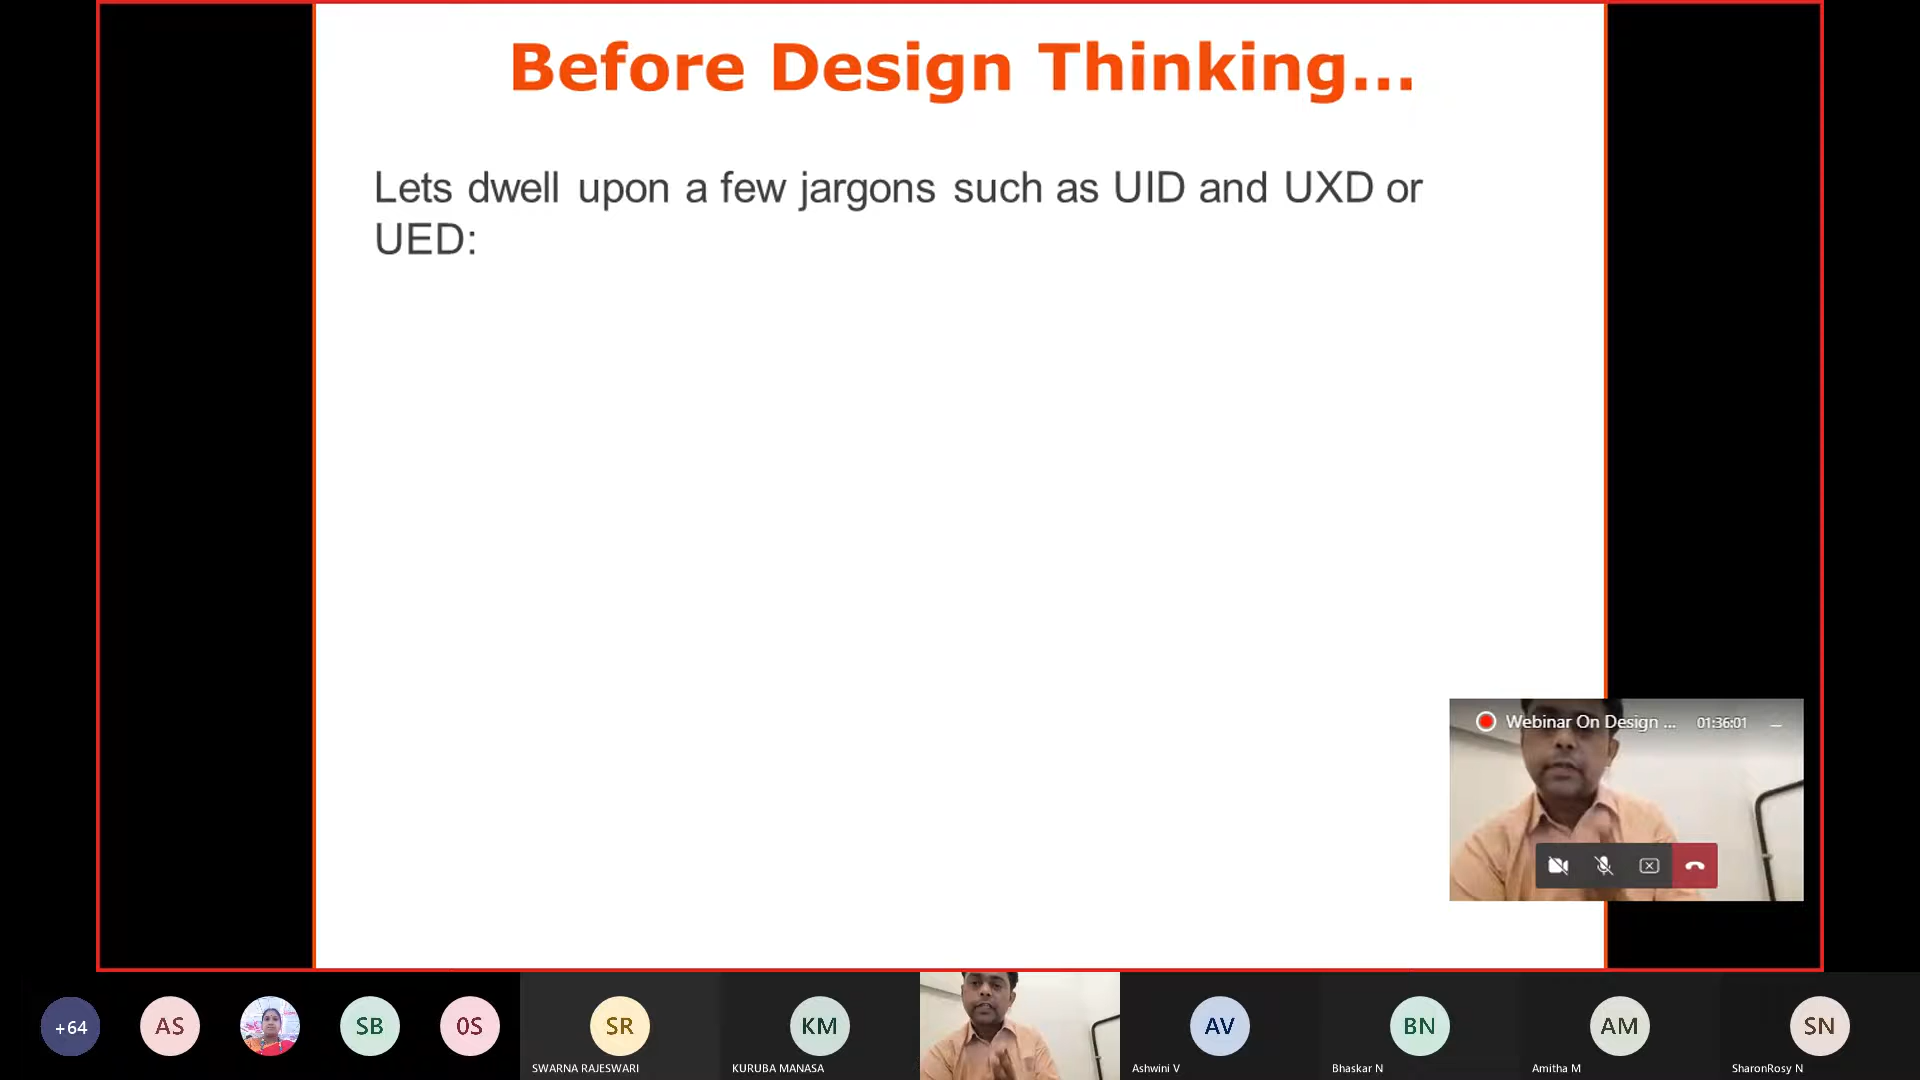 Before Design Thinking...
Lets dwell upon a few jargons such as UID and UXD or
UED:
Webinar On Design ... 01:36:01
+64
AS
SB
0S
SR
SWARNA RAJESWARI
KM
KURUBA MANASA
AV
Ashwini V
BN
Bhaskar N
AM
Amitha M
SN
SharonRosy N